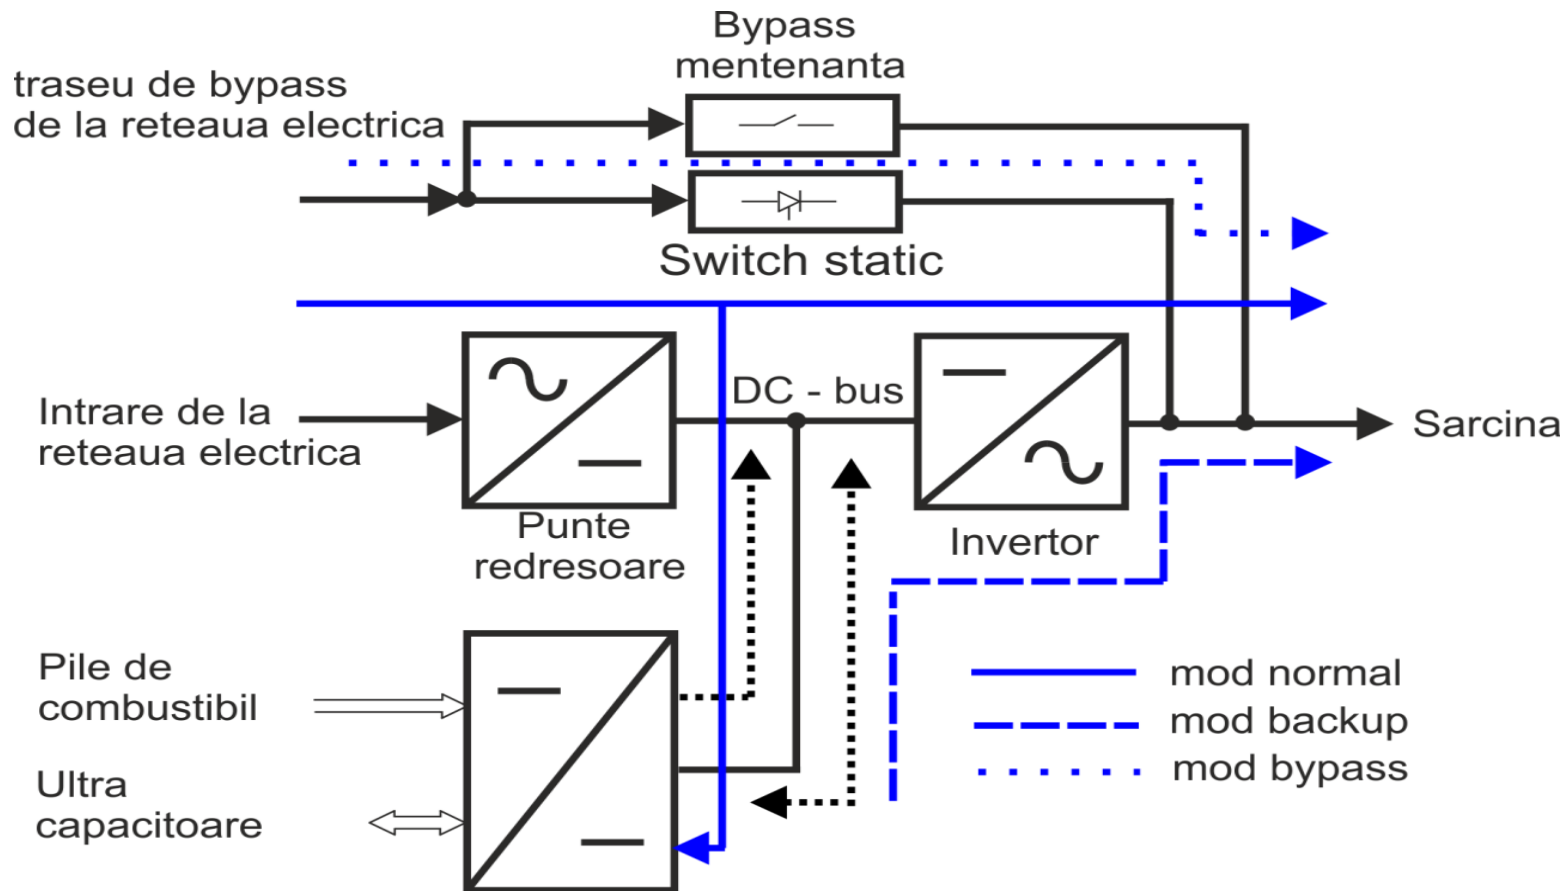 Bypass
mentenanta
traseu de bypass
de la reteaua electrica
Switch static
DC - bus
Intrare de la
reteaua electrica
Sarcina
Punte
redresoare
Invertor
Pile de
combustibil
mod normal
mod backup
mod bypass
Ultra
capacitoare